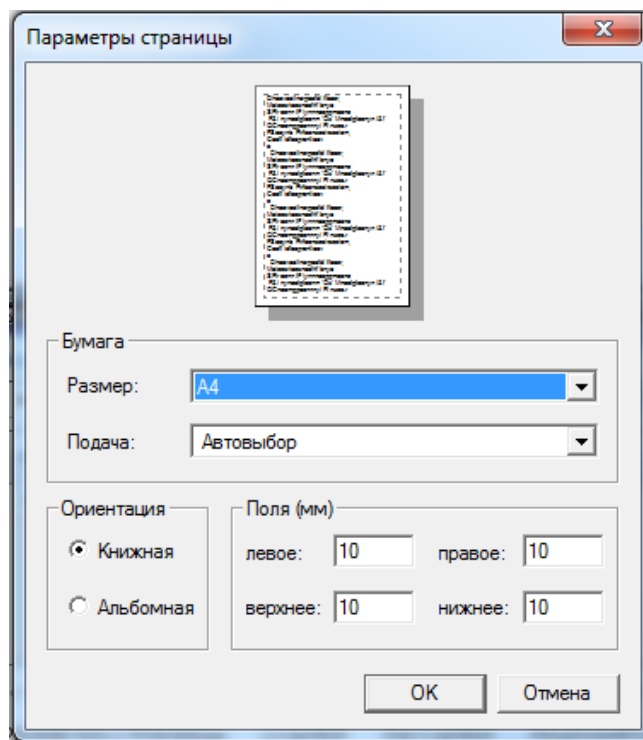 Параметры страницы
Бумага
Размер: A4
Подача: Автовыбор
Ориентация
Книжная
Альбомная
Поля (мм)
левое: 10 правое: 10
верхнее: 10 нижнее: 10
OK Отмена